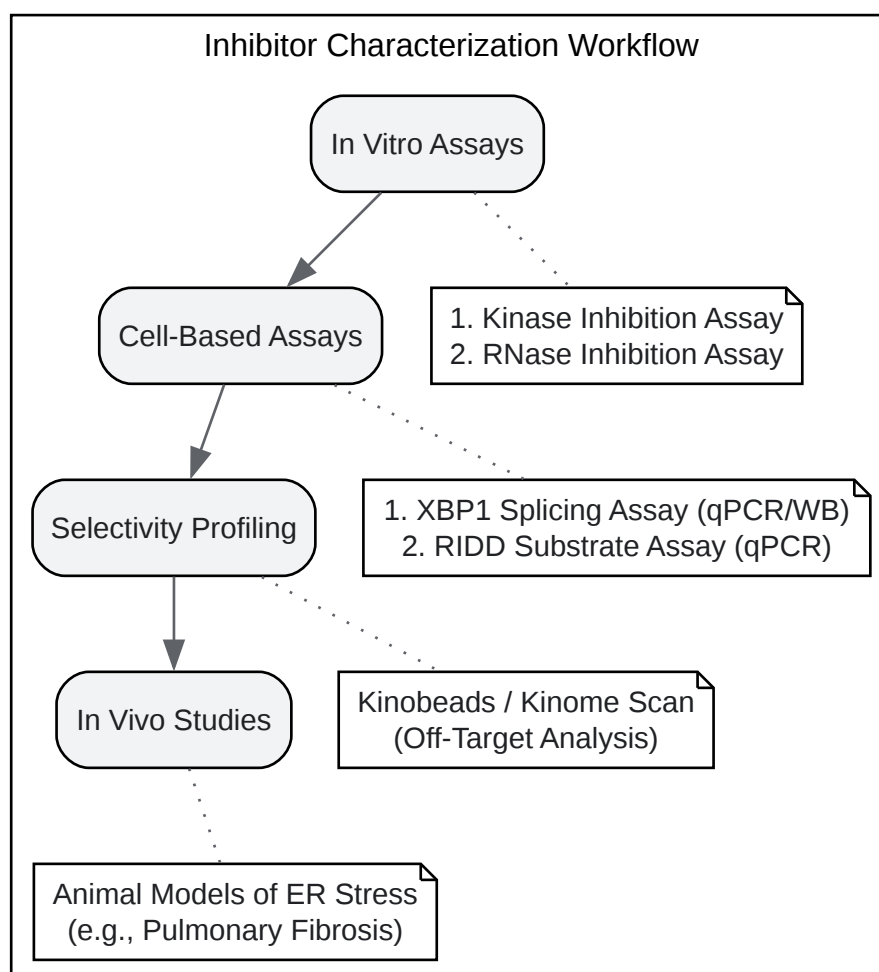 Inhibitor Characterization Workflow
In Vitro Assays
1. Kinase Inhibition Assay
2. RNase Inhibition Assay
Cell-Based Assays
1. XBP1 Splicing Assay (qPCR/WB)
2. RIDD Substrate Assay (qPCR)
Selectivity Profiling
Kinobeads / Kinome Scan
(Off-Target Analysis)
In Vivo Studies
Animal Models of ER Stress
(e.g., Pulmonary Fibrosis)